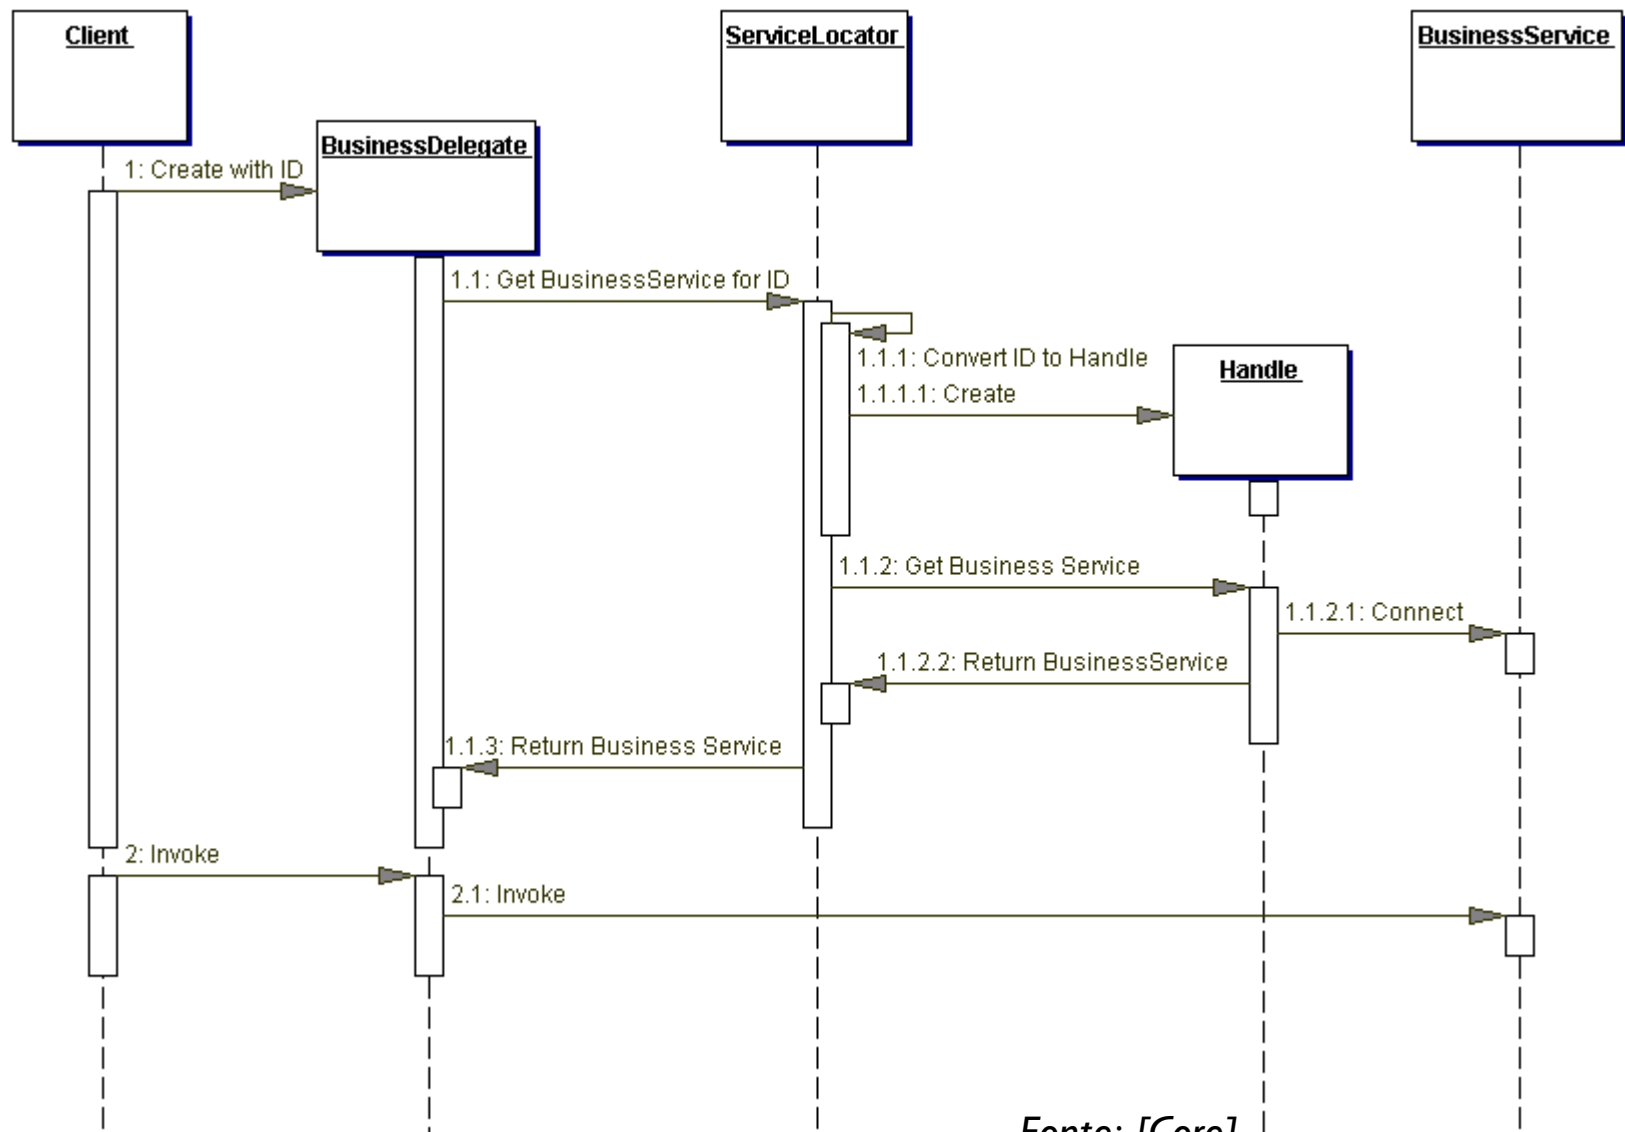 Client
ServiceLocator
BusinessService
BusinessDelegate
1: Create with ID
1.1: Get BusinessService for ID
1.1.1: Convert ID to Handle
Handle
1.1.1.1: Create
1.1.2: Get Business Service
1.1.2.1: Connect
1.1.2.2: Return BusinessService
1.1.3: Return Business Service
2: Invoke
2.1: Invoke
Fonte: [Core]